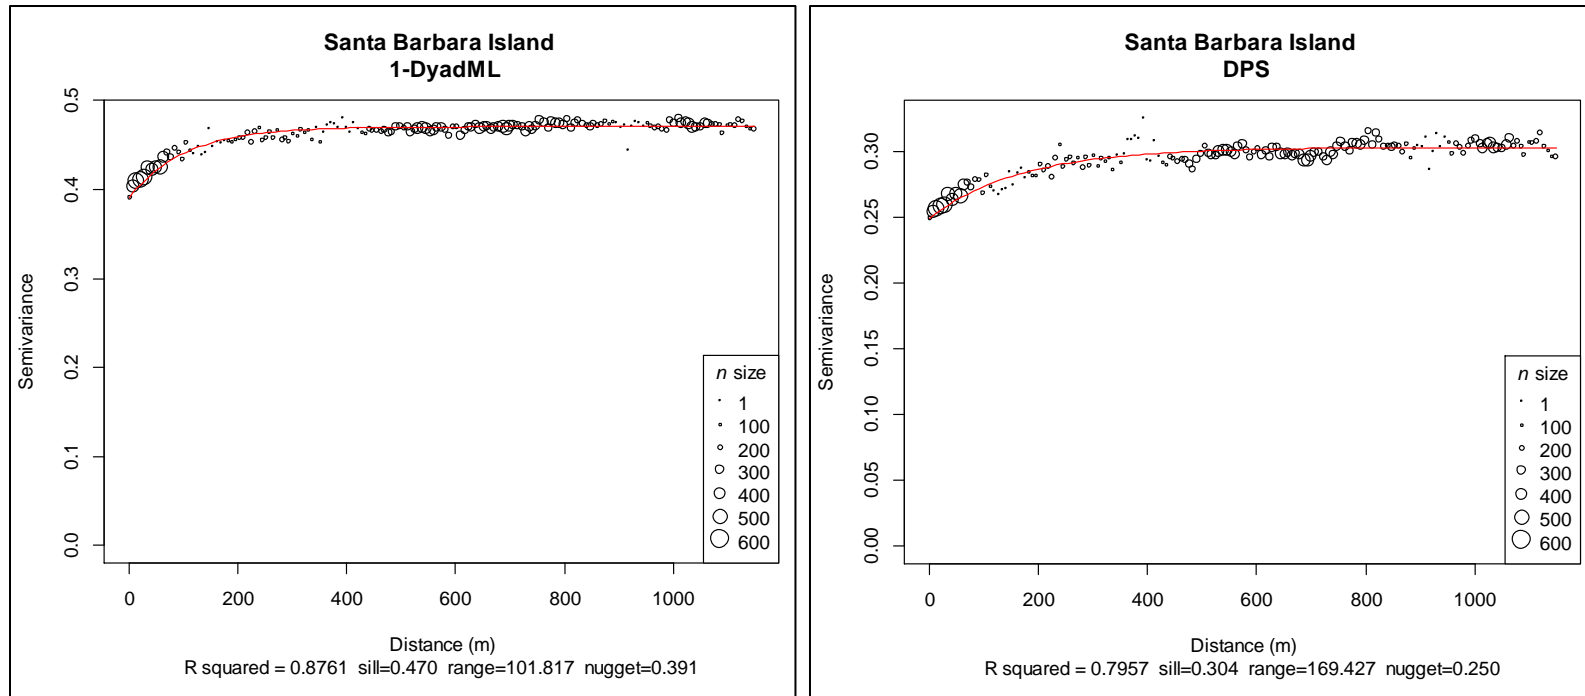 Santa Barbara Island
1-DyadML
0.5
0.4
0.3
0.2
0.1
0.0
Semivariance
n size
1
100
200
300
400
500
600
0 200 400 600 800 1000
Distance (m)
R squared = 0.8761 sill=0.470 range=101.817 nugget=0.391
Santa Barbara Island
DPS
0.30
0.25
0.20
0.15
0.10
0.05
0.00
Semivariance
n size
1
100
200
300
400
500
600
0 200 400 600 800 1000
Distance (m)
R squared = 0.7957 sill=0.304 range=169.427 nugget=0.250